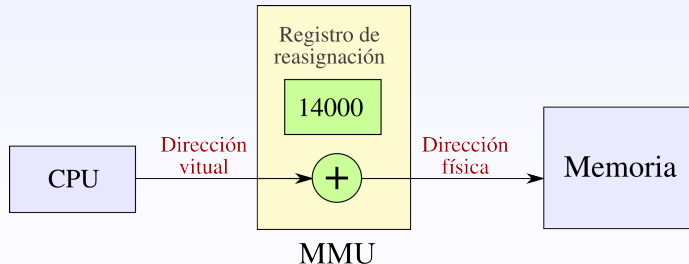 Registro de
reasignación
14000
Dirección
vitual
Dirección
física
CPU
+
Memoria
MMU